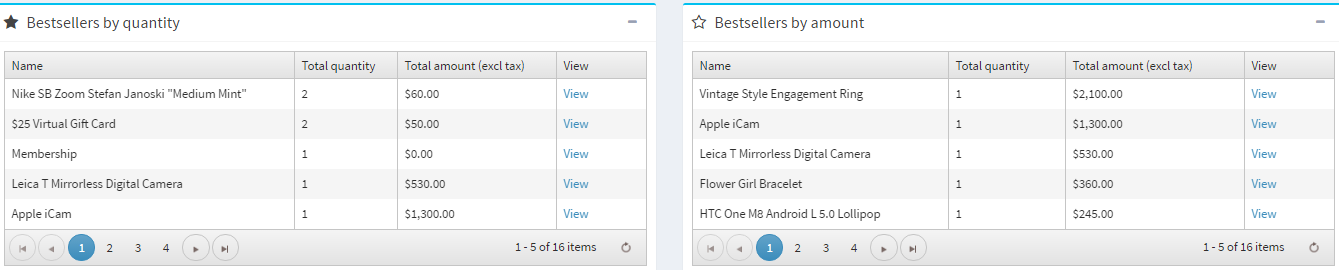 Bestsellers by quantity
Name Total quantity Total amount (excl tax) View
Nike SB Zoom Stefan Janoski "Medium Mint" 2 $60.00 View
$25 Virtual Gift Card 2 $50.00 View
Membership 1 $0.00 View
Leica T Mirrorless Digital Camera 1 $530.00 View
Apple iCam 1 $1,300.00 View
1 2 3 4 1 - 5 of 16 items
Bestsellers by amount
Name Total quantity Total amount (excl tax) View
Vintage Style Engagement Ring 1 $2,100.00 View
Apple iCam 1 $1,300.00 View
Leica T Mirrorless Digital Camera 1 $530.00 View
Flower Girl Bracelet 1 $360.00 View
HTC One M8 Android L 5.0 Lollipop 1 $245.00 View
1 2 3 4 1 - 5 of 16 items